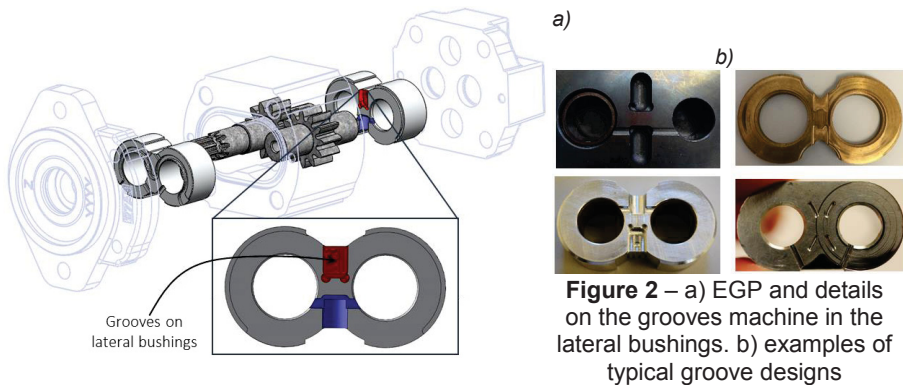 a)
b)
Grooves on
lateral bushings
Figure 2 – a) EGP and details
on the grooves machine in the
lateral bushings. b) examples of
typical groove designs